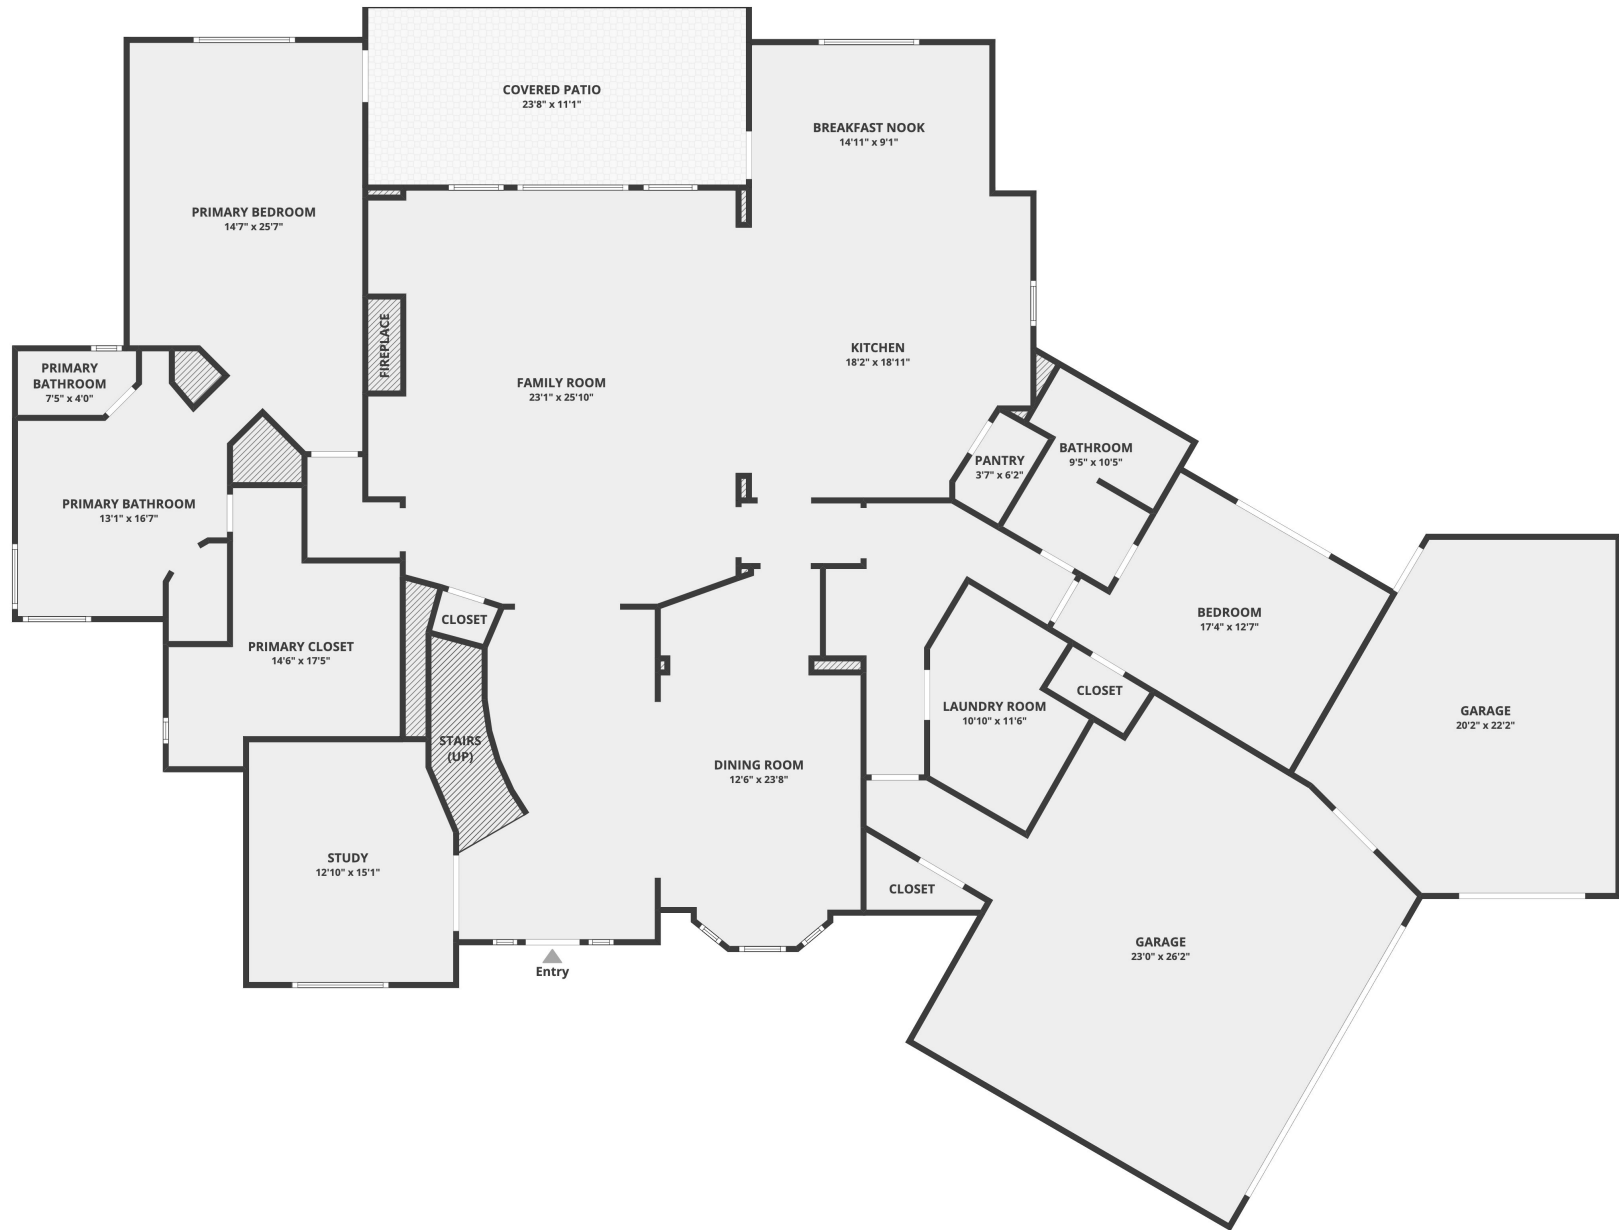 COVERED PATIO
23'8" x 11'1"
BREAKFAST NOOK
14'11" x 9'1"
PRIMARY BEDROOM
14'7" x 25'7"
FIREPLACE
KITCHEN
18'2" x 18'11"
PRIMARY
BATHROOM
7'5" x 4'0"
FAMILY ROOM
23'1" x 25'10"
BATHROOM
9'5" x 10'5"
PANTRY
3'7" x 6'2"
PRIMARY BATHROOM
13'1" x 16'7"
BEDROOM
17'4" x 12'7"
CLOSET
PRIMARY CLOSET
14'6" x 17'5"
CLOSET
LAUNDRY ROOM
10'10" x 11'6"
GARAGE
20'2" x 22'2"
STAIRS
(UP)
DINING ROOM
12'6" x 23'8"
STUDY
12'10" x 15'1"
CLOSET
GARAGE
23'0" x 26'2"
Entry